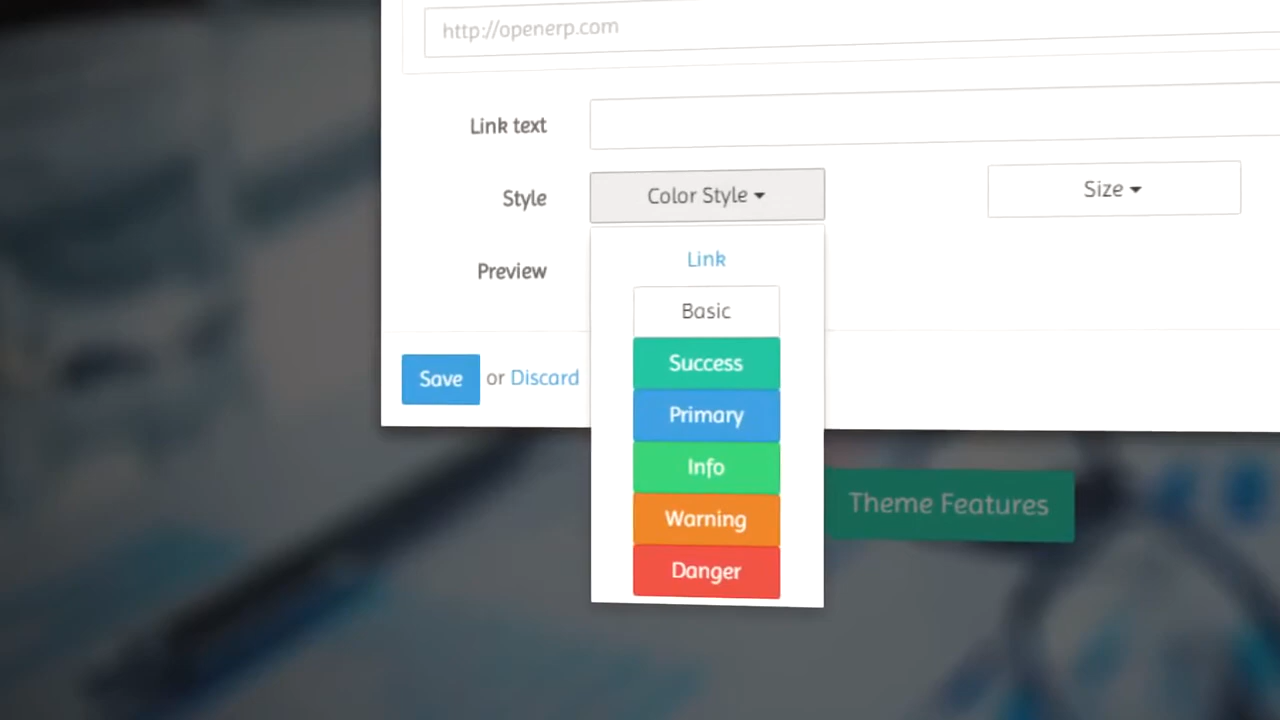 http://openerp.com
Link text
Style
Color Style
Size
Preview
Link
Basic
Success
Primary
Info
Warning
Danger
Save or Discard
Theme Features